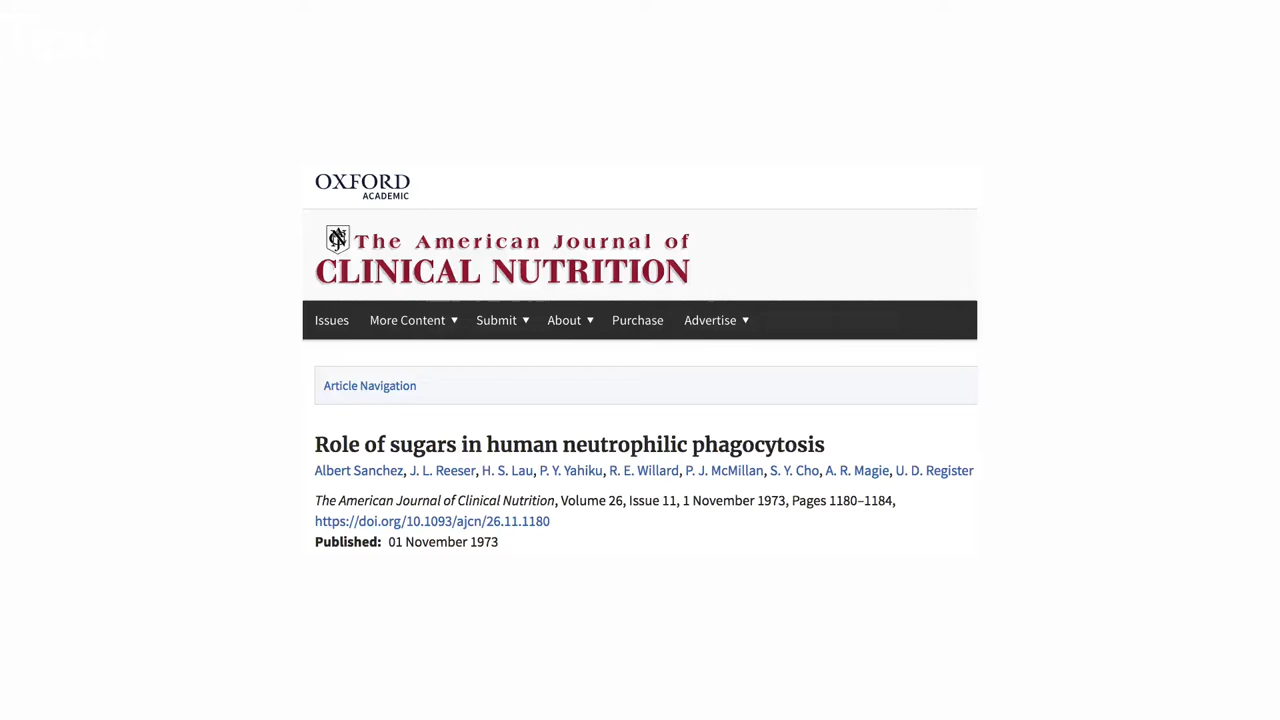 OXFORD
ACADEMIC
The American Journal of
CLINICAL NUTRITION
Issues More Content ▼ Submit ▼ About ▼ Purchase Advertise ▼
Article Navigation
Role of sugars in human neutrophilic phagocytosis
Albert Sanchez, J. L. Reeser, H. S. Lau, P. Y. Yahiku, R. E. Willard, P. J. McMillan, S. Y. Cho, A. R. Magie, U. D. Register
The American Journal of Clinical Nutrition, Volume 26, Issue 11, 1 November 1973, Pages 1180–1184,
https://doi.org/10.1093/ajcn/26.11.1180
Published: 01 November 1973